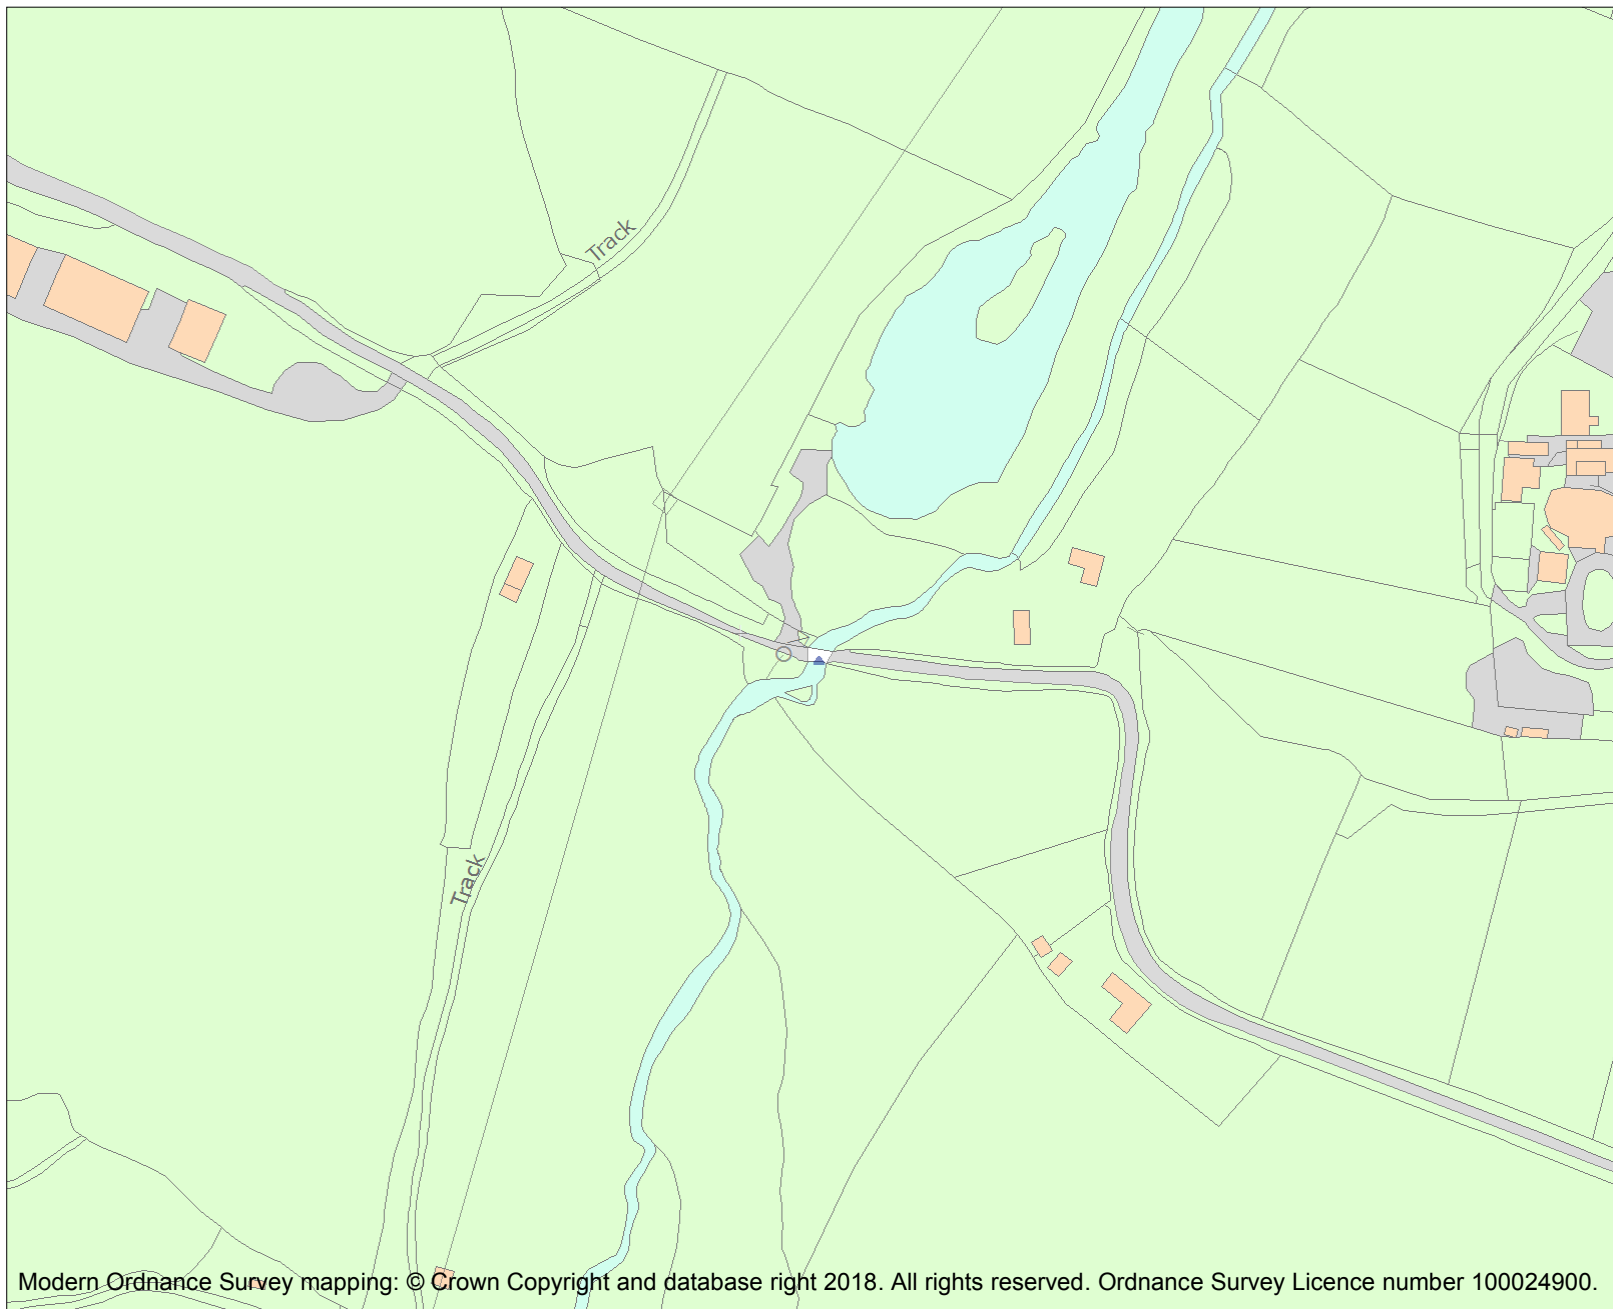 Track
Track
Modern Ordnance Survey mapping: © Crown Copyright and database right 2018. All rights reserved. Ordnance Survey Licence number 100024900.